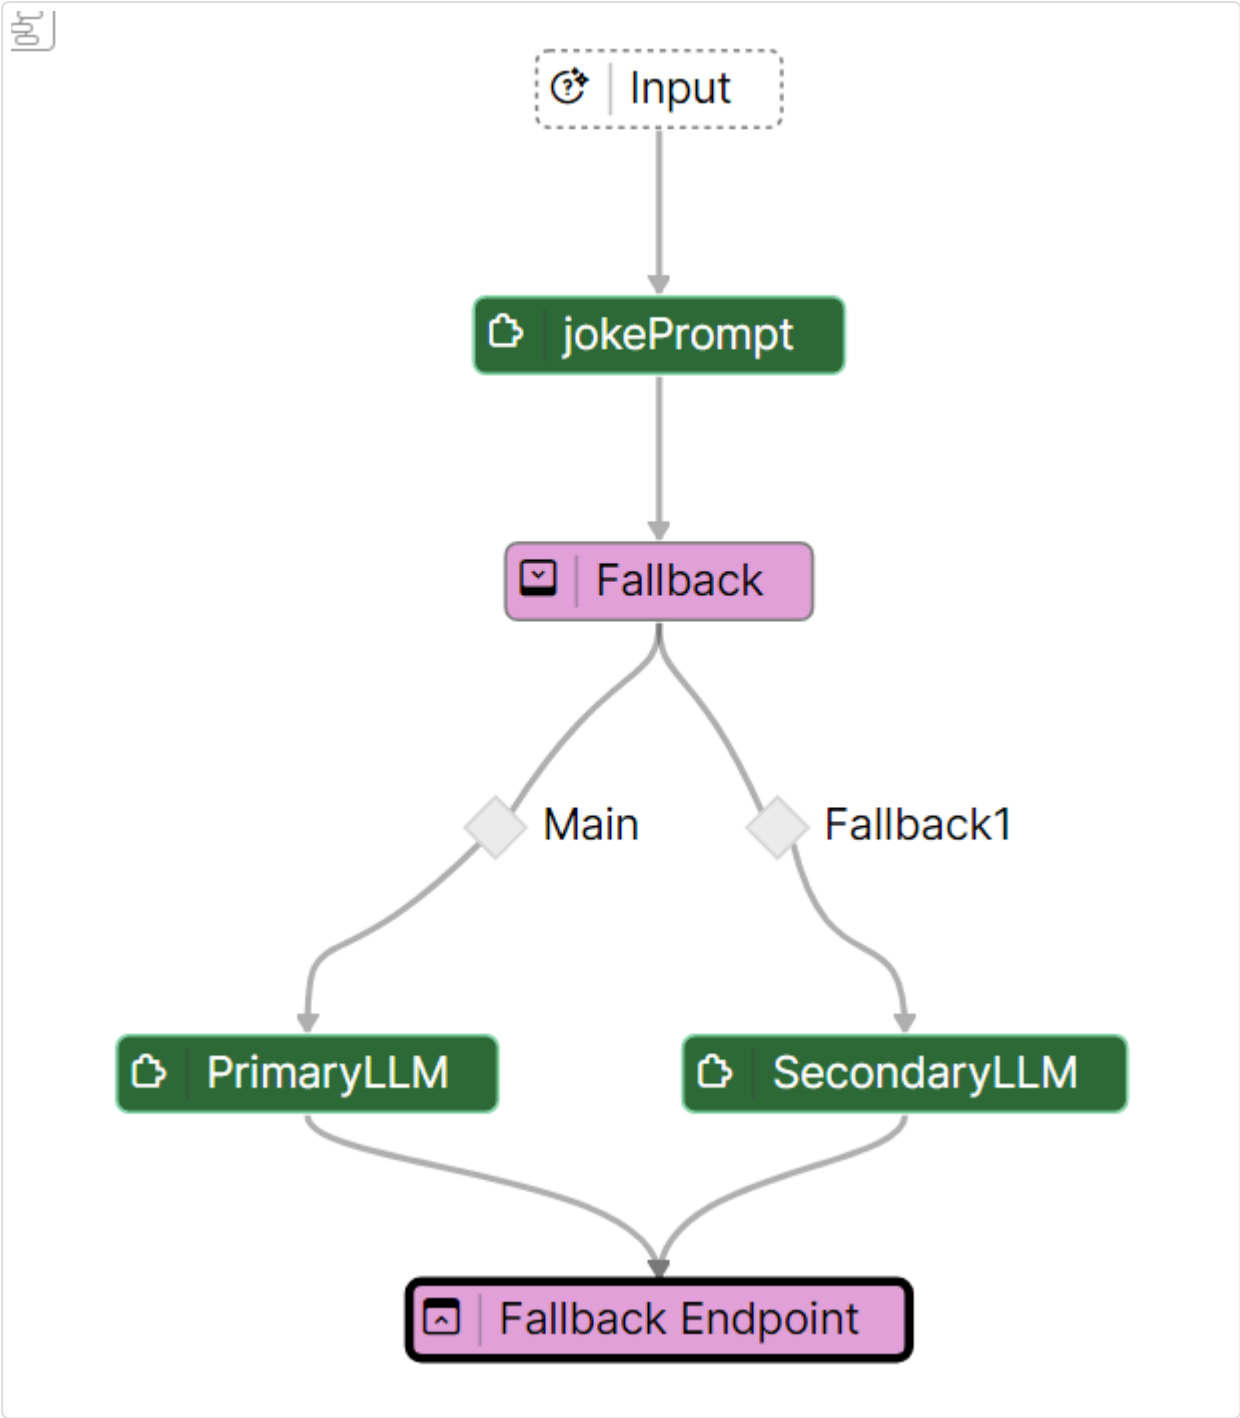 Input
jokePrompt
Fallback
Main
Fallback1
PrimaryLLM
SecondaryLLM
Fallback Endpoint